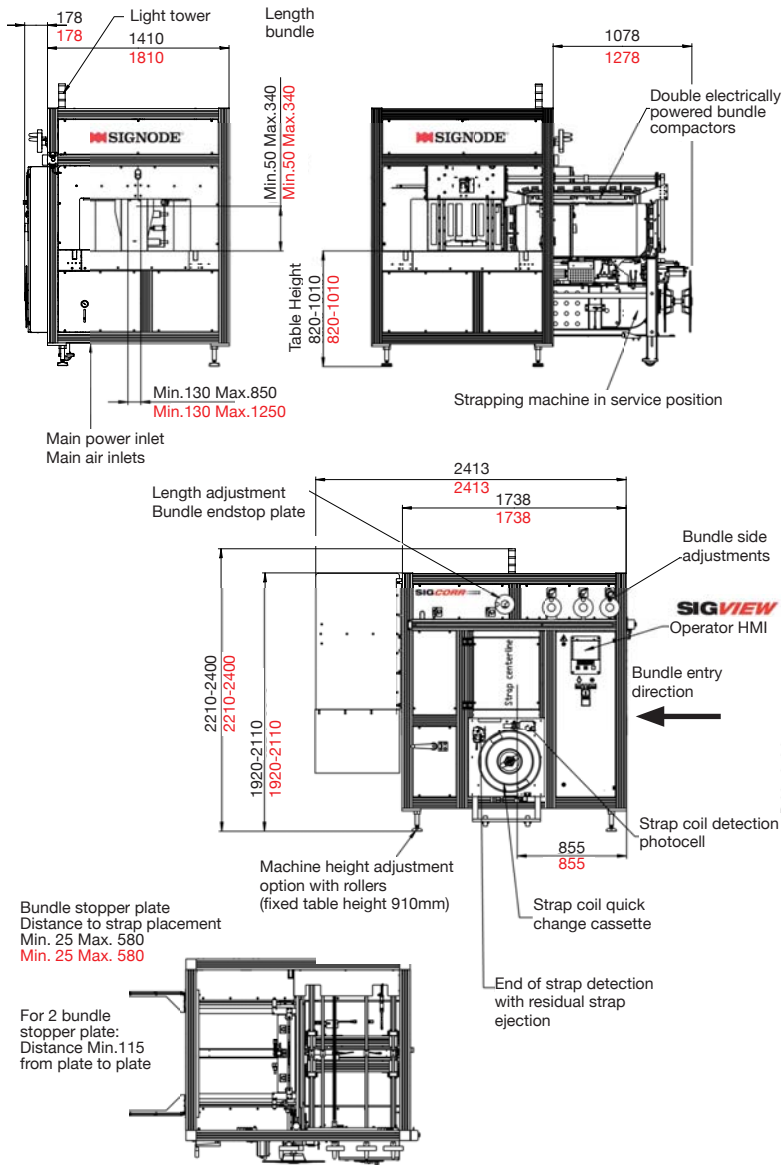 178
178
Light tower
1410
1810
Length
bundle
1078
1278
Double electrically
powered bundle
compactors
SIGNODE
SIGNODE
Min.50 Max.340
Min.50 Max.340
Table Height
820-1010
820-1010
Min.130 Max.850
Min.130 Max.1250
Strapping machine in service position
Main power inlet
Main air inlets
2413
2413
Length adjustment
Bundle endstop plate
1738
1738
Bundle side
adjustments
SIGCORR
SIGVIEW
Operator HMI
Strap centerline
Bundle entry
direction
2210-2400
2210-2400
1920-2110
1920-2110
Strap coil detection
photocell
855
855
Machine height adjustment
option with rollers
(fixed table height 910mm)
Strap coil quick
change cassette
Bundle stopper plate
Distance to strap placement
Min. 25 Max. 580
Min. 25 Max. 580
End of strap detection
with residual strap
ejection
For 2 bundle
stopper plate:
Distance Min.115
from plate to plate